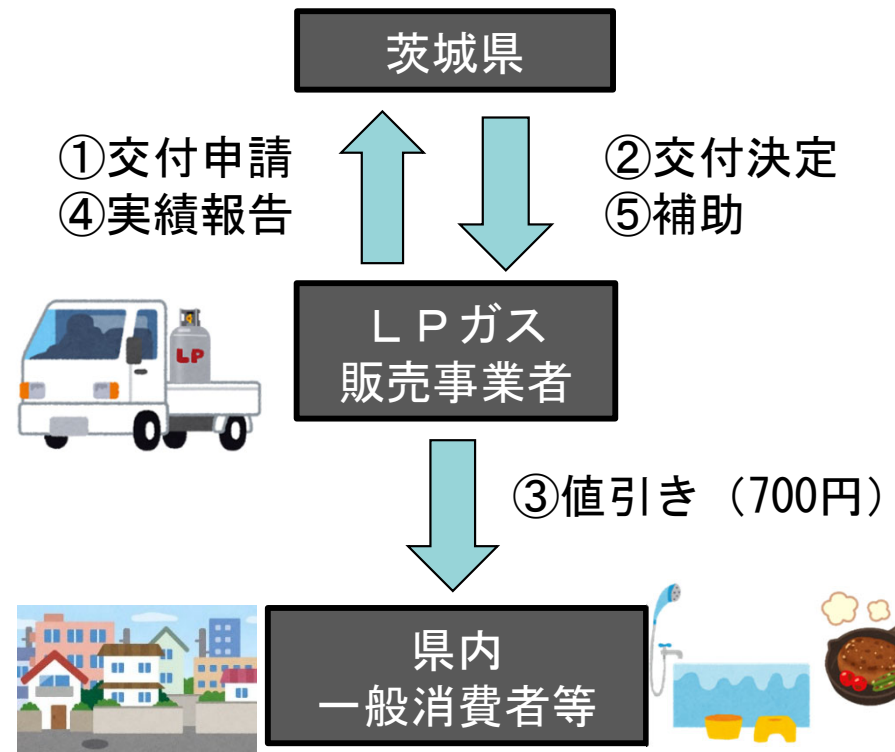 茨城県
①交付申請
④実績報告
②交付決定
⑤補助
ＬＰガス
販売事業者
LP
③値引き（700円）
県内
一般消費者等